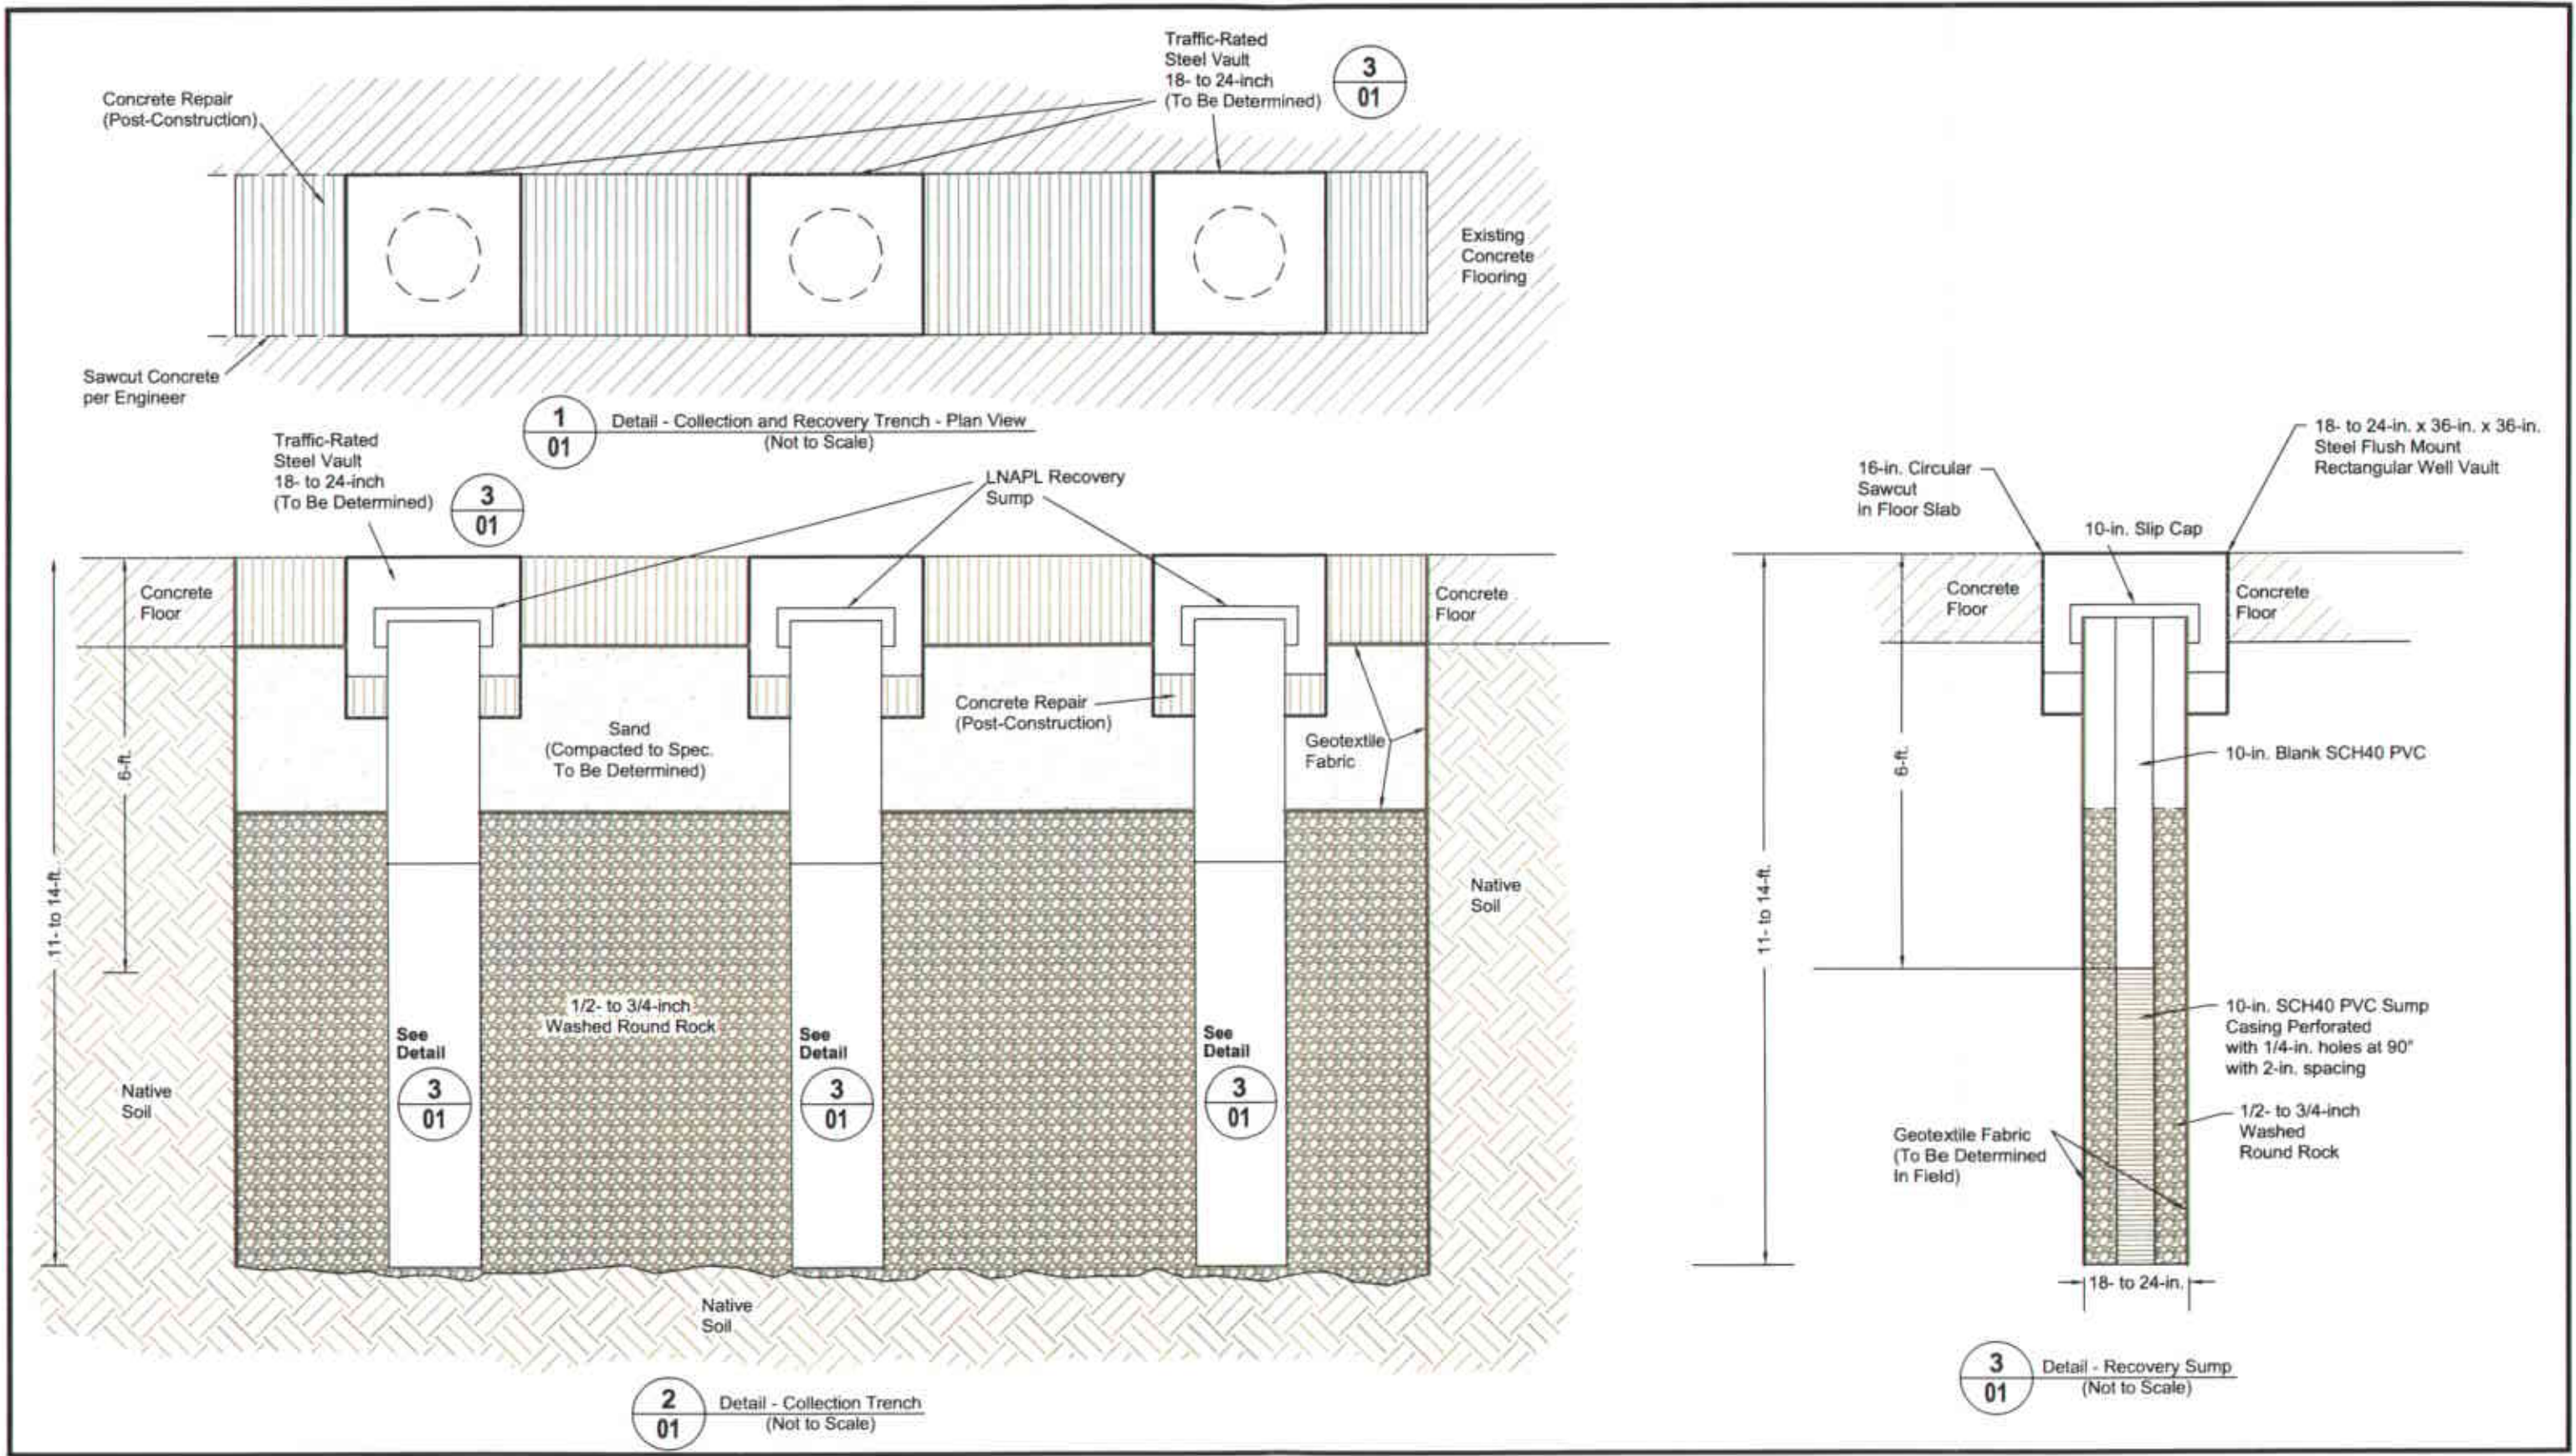 Concrete Repair
(Post-Construction)
Traffic-Rated
Steel Vault
18- to 24-inch
(To Be Determined)
3
01
Existing
Concrete
Flooring
Sawcut Concrete
per Engineer
1
01
Detail - Collection and Recovery Trench - Plan View
(Not to Scale)
Traffic-Rated
Steel Vault
18- to 24-inch
(To Be Determined)
3
01
LNAPL Recovery
Sump
Concrete
Floor
Concrete
Floor
6-ft.
11- to 14-ft.
Sand
(Compacted to Spec.
To Be Determined)
Concrete Repair
(Post-Construction)
Geotextile
Fabric
Native
Soil
1/2- to 3/4-inch
Washed Round Rock
See
Detail
3
01
See
Detail
3
01
See
Detail
3
01
Native
Soil
Native
Soil
2
01
Detail - Collection Trench
(Not to Scale)
18- to 24-in. x 36-in. x 36-in.
Steel Flush Mount
Rectangular Well Vault
16-in. Circular
Sawcut
in Floor Slab
10-in. Slip Cap
Concrete
Floor
Concrete
Floor
10-in. Blank SCH40 PVC
6-ft.
11- to 14-ft.
10-in. SCH40 PVC Sump
Casing Perforated
with 1/4-in. holes at 90°
with 2-in. spacing
1/2- to 3/4-inch
Washed
Round Rock
Geotextile Fabric
(To Be Determined
In Field)
18- to 24-in.
3
01
Detail - Recovery Sump
(Not to Scale)